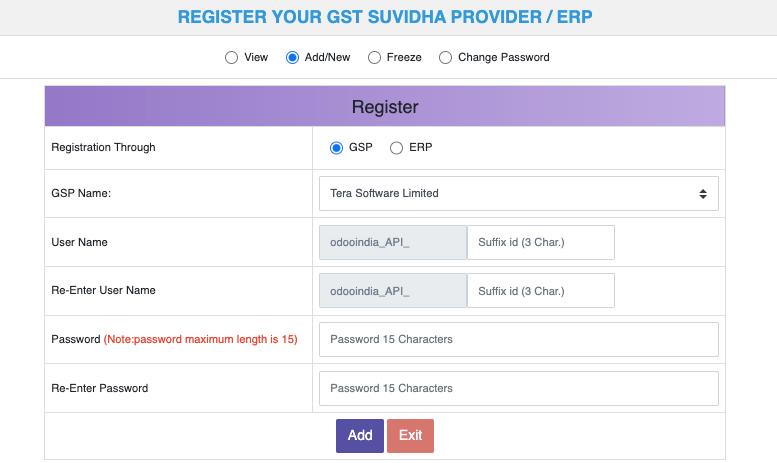 REGISTER YOUR GST SUVIDHA PROVIDER / ERP
View Add/New Freeze Change Password
Register
Registration Through GSP ERP
GSP Name: Tera Software Limited
User Name odooindia_API_ Suffix id (3 Char.)
Re-Enter User Name odooindia_API_ Suffix id (3 Char.)
Password (Note:password maximum length is 15) Password 15 Characters
Re-Enter Password Password 15 Characters
Add Exit